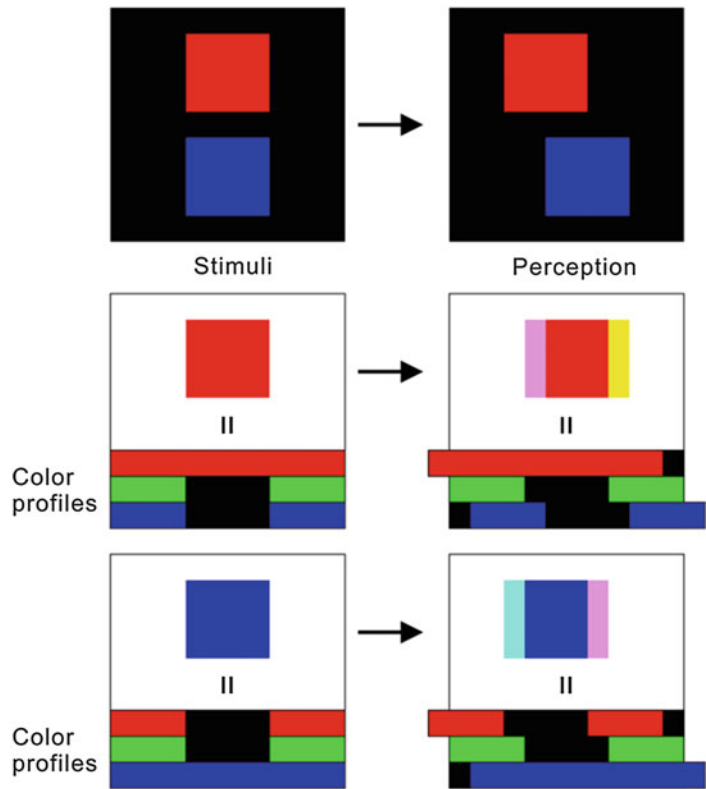 Stimuli
Perception
II
II
Color
profiles
II
II
Color
profiles